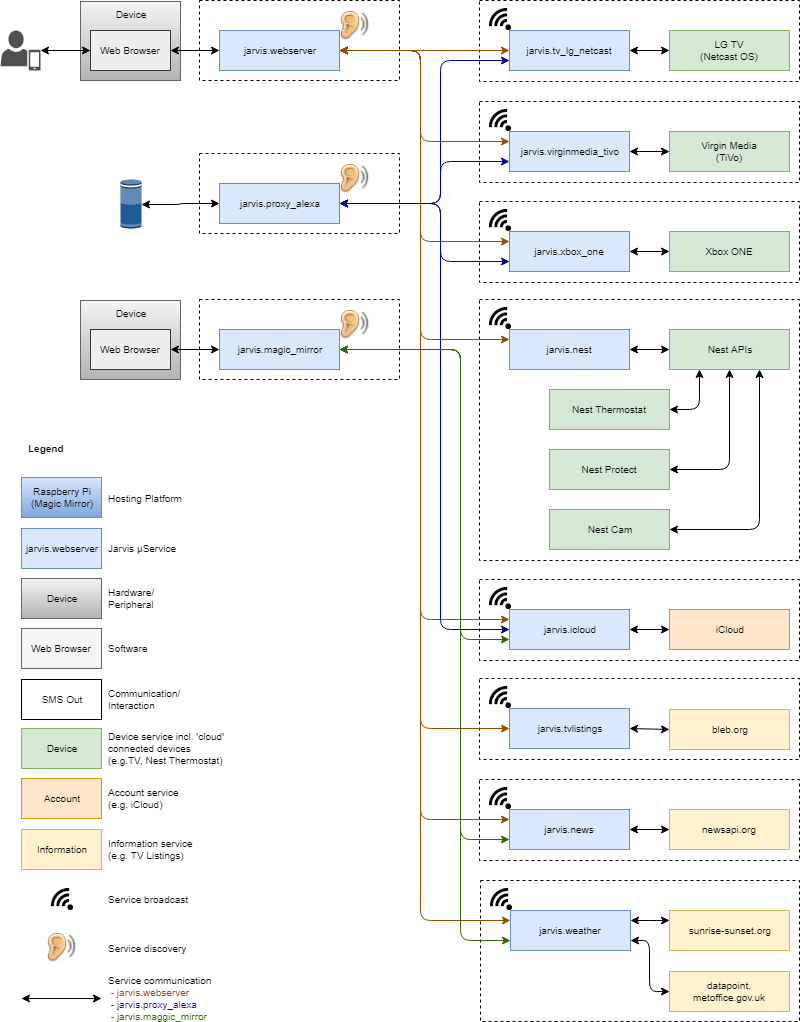 Device
Web Browser
jarvis.webserver
jarvis.tv_lg_netcast
LG TV
(Netcast OS)
jarvis.virginmedia_tivo
Virgin Media
(TiVo)
jarvis.proxy_alexa
jarvis.xbox_one
Xbox ONE
Device
Web Browser
jarvis.magic_mirror
jarvis.nest
Nest APIs
Nest Thermostat
Nest Protect
Nest Cam
jarvis.icloud
iCloud
jarvis.tvlistings
bleb.org
jarvis.news
newsapi.org
jarvis.weather
sunrise-sunset.org
datapoint.
metoffice.gov.uk
Legend
Raspberry Pi
(Magic Mirror)
Hosting Platform
jarvis.webserver
Jarvis µService
Device
Hardware/
Peripheral
Web Browser
Software
SMS Out
Communication/
Interaction
Device
Device service incl. 'cloud'
connected devices
(e.g.TV, Nest Thermostat)
Account
Account service
(e.g. iCloud)
Information
Information service
(e.g. TV Listings)
Service broadcast
Service discovery
Service communication
- jarvis.webserver
- jarvis.proxy_alexa
- jarvis.maggic_mirror